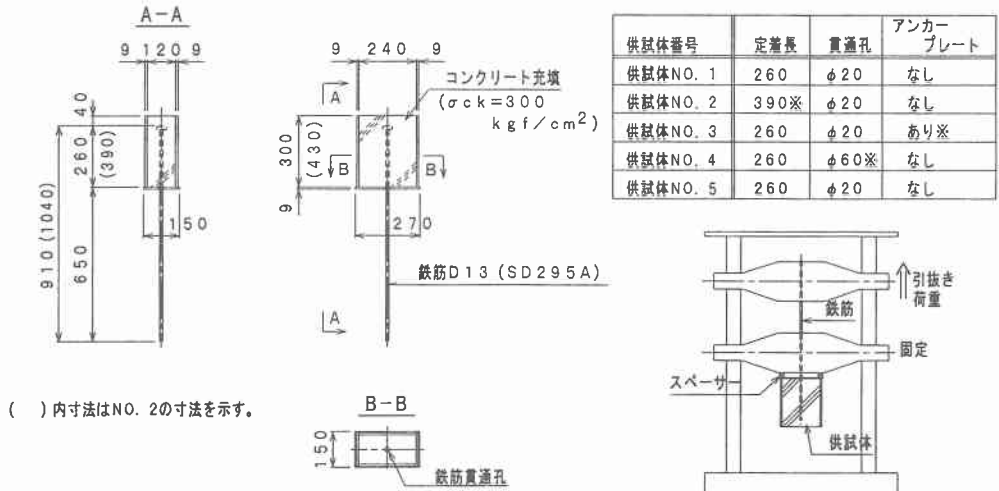 A-A
9 120 9
40
260
(390)
910(1040)
650
150
9 240 9
A
コンクリート充填
(σck=300
kgf/cm2)
300
(430)
B
B
9
270
鉄筋D13(SD295A)
A
( )内寸法はNO.2の寸法を示す。
B-B
150
鉄筋貫通孔
供試体番号 定着長 貫通孔 アンカー
プレート
供試体NO.1 260 φ20 なし
供試体NO.2 390※ φ20 なし
供試体NO.3 260 φ20 あり※
供試体NO.4 260 φ60※ なし
供試体NO.5 260 φ20 なし
引抜き
荷重
鉄筋
固定
スペーサー
供試体